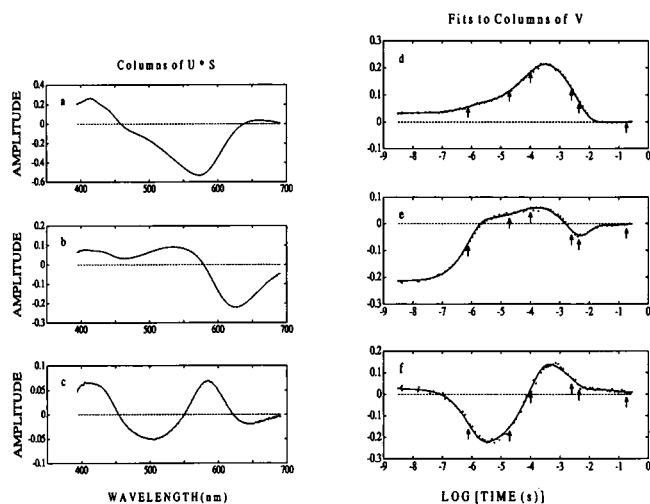 Columns of U * S
AMPLITUDE
a
0.4
0.2
0
-0.2
-0.4
-0.6
400 500 600 700
AMPLITUDE
b
0.2
0.1
0
-0.1
-0.2
-0.3
400 500 600 700
AMPLITUDE
c
0.1
0.05
0
-0.05
0.1
400 500 600 700
WAVELENGTH(nm)
Fits to Columns of V
d
0.3
0.2
0.1
0
0.1
-9 -8 -7 -6 -5 -4 -3 -2 -1 0
e
0.1
0
-0.1
-0.2
-0.3
-9 -8 -7 -6 -5 -4 -3 -2 -1 0
f
0.2
0.1
0
-0.1
0.2
-0.3
-9 -8 -7 -6 -5 -4 -3 -2 -1 0
LOG [TIME (s)]